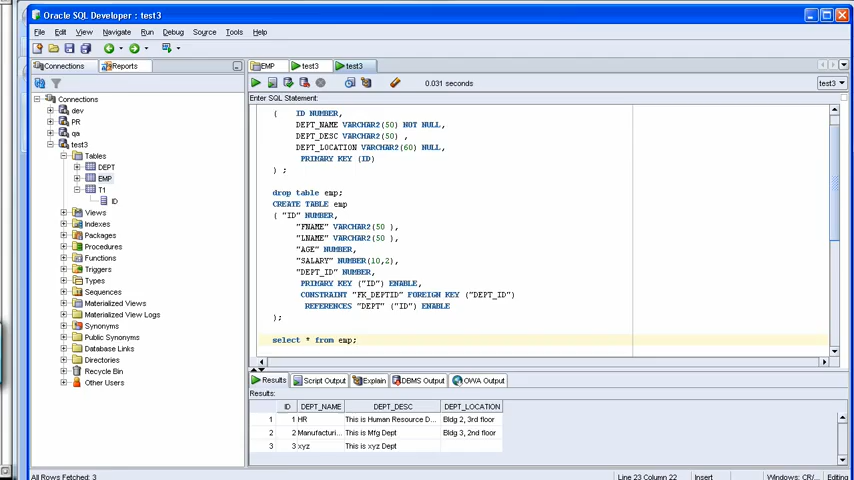 Oracle SQL Developer : test3
File Edit View Navigate Run Debug Source Tools Help
Connections Reports
EMP test3 test3
0.031 seconds
test3
Enter SQL Statement:
Connections
dev
PR
qa
test3
Tables
DEPT
EMP
T1
ID
Views
Indexes
Packages
Procedures
Functions
Triggers
Types
Sequences
Materialized Views
Materialized View Logs
Synonyms
Public Synonyms
Database Links
Directories
Recycle Bin
Other Users
( ID NUMBER,
DEPT_NAME VARCHAR2(50) NOT NULL,
DEPT_DESC VARCHAR2(50) ,
DEPT_LOCATION VARCHAR2(60) NULL,
PRIMARY KEY (ID)
) ;
drop table emp;
CREATE TABLE emp
( "ID" NUMBER,
"FNAME" VARCHAR2(50 ),
"LNAME" VARCHAR2(50 ),
"AGE" NUMBER,
"SALARY" NUMBER(10,2),
"DEPT_ID" NUMBER,
PRIMARY KEY ("ID") ENABLE,
CONSTRAINT "FK_DEPTID" FOREIGN KEY ("DEPT_ID")
REFERENCES "DEPT" ("ID") ENABLE
);
select * from emp;
Results Script Output Explain DBMS Output OWA Output
Results:
ID DEPT_NAME DEPT_DESC DEPT_LOCATION
1 1 HR This is Human Resource D... Bldg 2, 3rd floor
2 2 Manufacturi... This is Mfg Dept Bldg 3, 2nd floor
3 3 xyz This is xyz Dept
All Rows Fetched: 3
Line 23 Column 22 Insert Windows: CR/... Editing